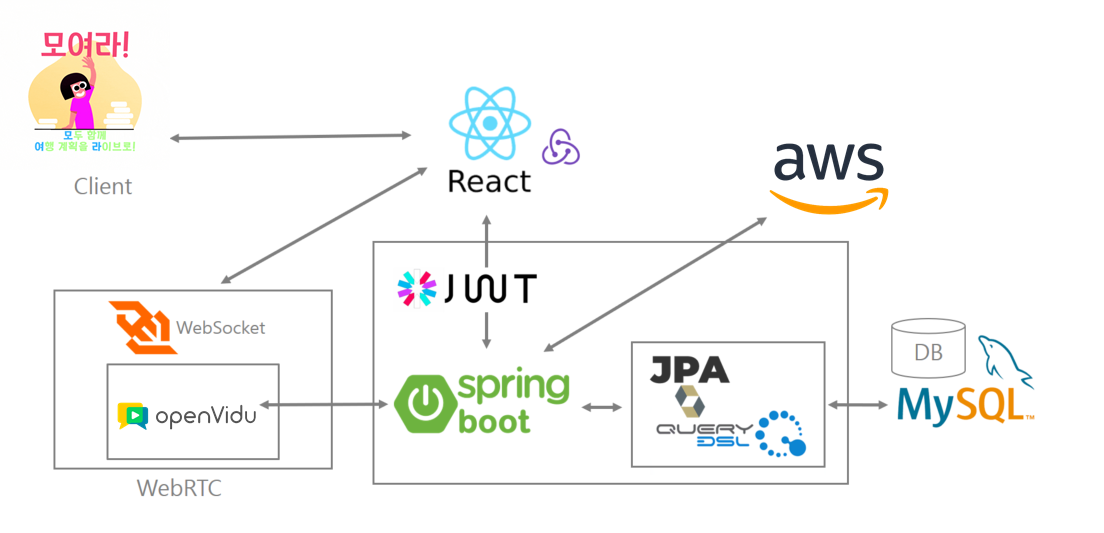 모여라!
모두 함께
여행 계획을 라이브로!
Client
React
aws
JWT
WebSocket
openVidu
WebRTC
spring
boot
JPA
QUERY
DSL
DB
MySQL™